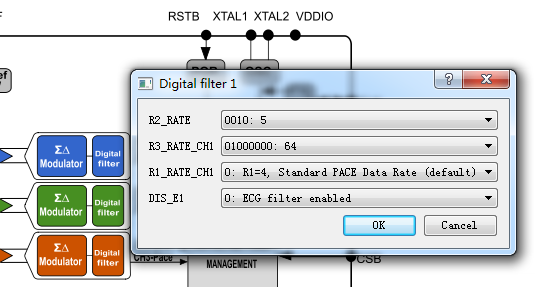 RSTB XTAL1 XTAL2 VDDIO
Digital filter 1
R2_RATE 0010: 5
R3_RATE_CH1 01000000: 64
R1_RATE_CH1 0: R1=4, Standard PACE Data Rate (default)
DIS_E1 0: ECG filter enabled
OK Cancel
ΣΔ Modulator Digital filter
ΣΔ Modulator Digital filter
ΣΔ Modulator Digital filter
CH3-Pace
MANAGEMENT
CSB